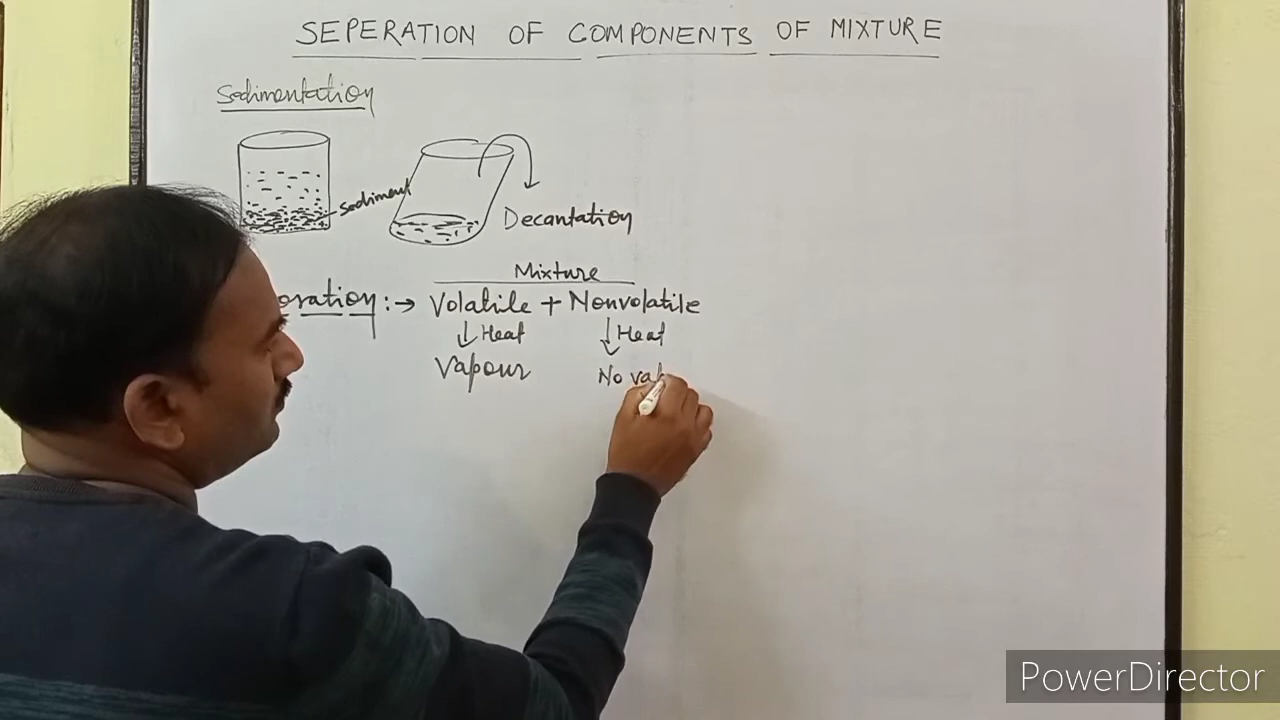 SEPERATION OF COMPONENTS OF MIXTURE
Sedimentation
sediment
Decantation
Mixture
oration :→ Volatile + Nonvolatile
↓ Heat ↓ Heat
Vapour No va
PowerDirector